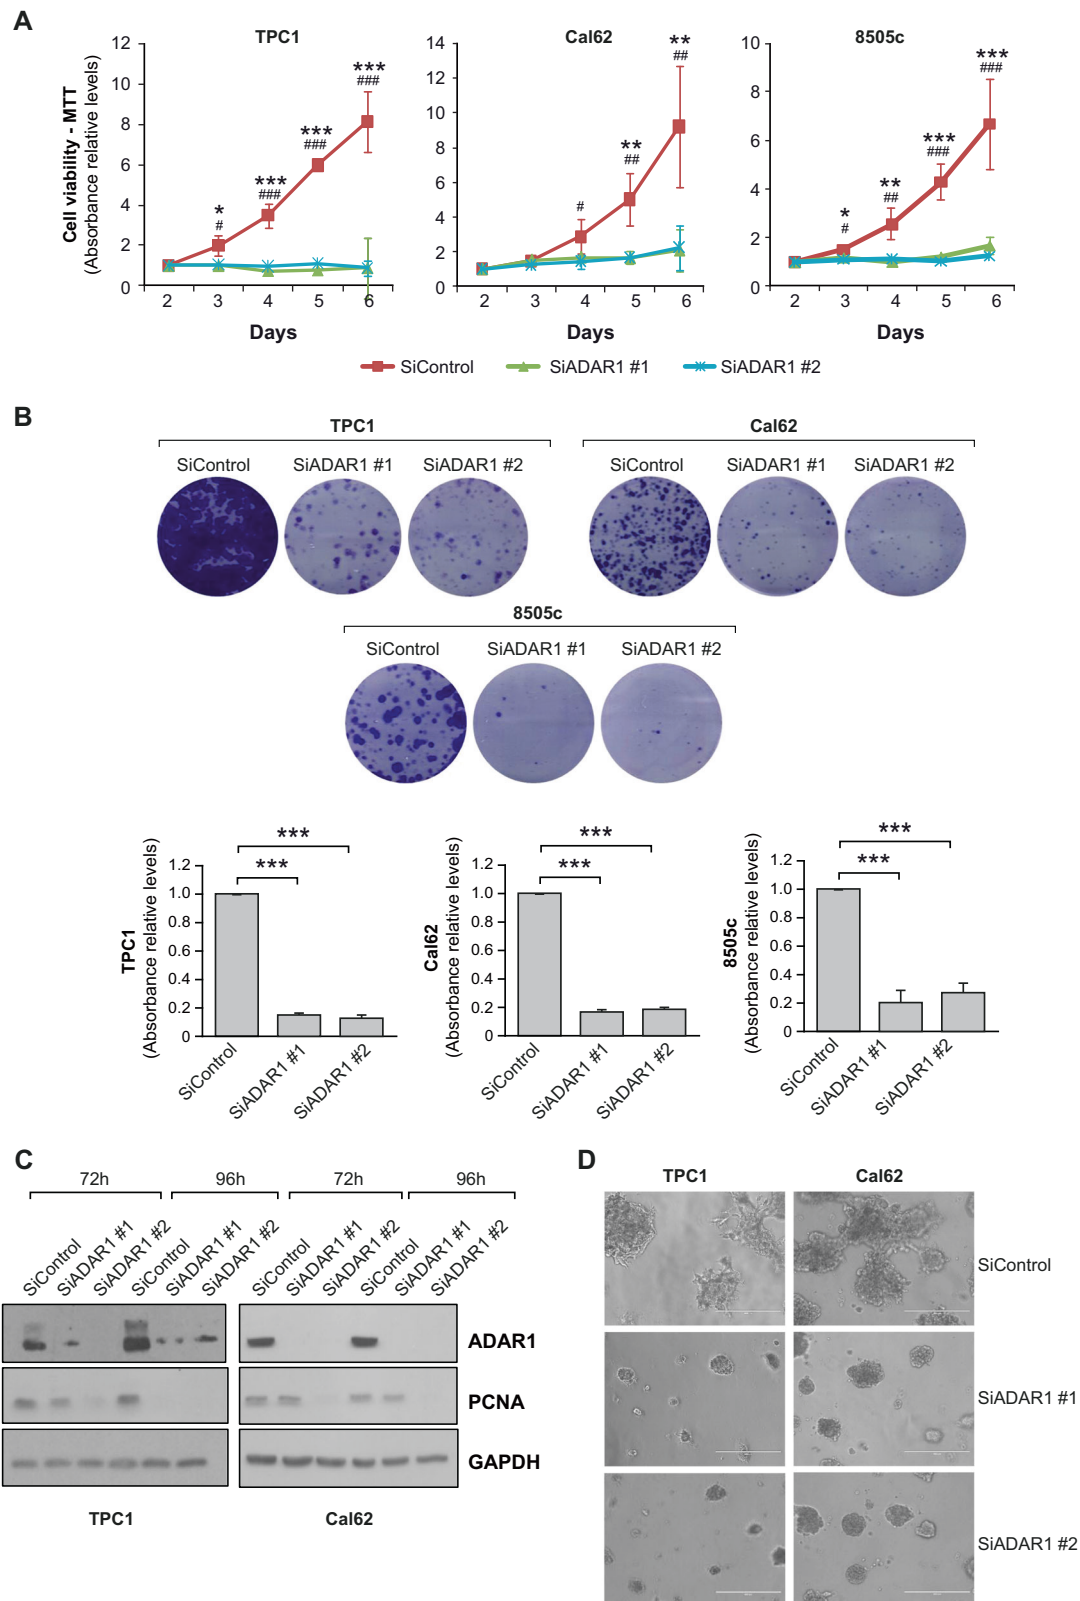 A
TPC1
Cal62
8505c
Cell viability - MTT
(Absorbance relative levels)
12
10
8
6
4
2
0
14
12
10
8
6
4
2
0
10
8
6
4
2
0
*
#
***
###
***
###
***
###
#
**
##
**
##
*
#
**
##
***
###
***
###
2 3 4 5 6
2 3 4 5 6
2 3 4 5 6
Days
Days
Days
SiControl SiADAR1 #1 SiADAR1 #2
B
TPC1
Cal62
SiControl SiADAR1 #1 SiADAR1 #2
SiControl SiADAR1 #1 SiADAR1 #2
8505c
SiControl SiADAR1 #1 SiADAR1 #2
TPC1
(Absorbance relative levels)
1.2
1.0
0.8
0.6
0.4
0.2
0
***
***
SiControl
SiADAR1 #1
SiADAR1 #2
Cal62
(Absorbance relative levels)
1.2
1.0
0.8
0.6
0.4
0.2
0
***
***
SiControl
SiADAR1 #1
SiADAR1 #2
8505c
(Absorbance relative levels)
1.2
1.0
0.8
0.6
0.4
0.2
0
***
***
SiControl
SiADAR1 #1
SiADAR1 #2
C
72h 96h 72h 96h
SiControl
SiADAR1 #1
SiADAR1 #2
SiControl
SiADAR1 #1
SiADAR1 #2
SiControl
SiADAR1 #1
SiADAR1 #2
SiControl
SiADAR1 #1
SiADAR1 #2
ADAR1
PCNA
GAPDH
TPC1
Cal62
D
TPC1
Cal62
SiControl
SiADAR1 #1
SiADAR1 #2